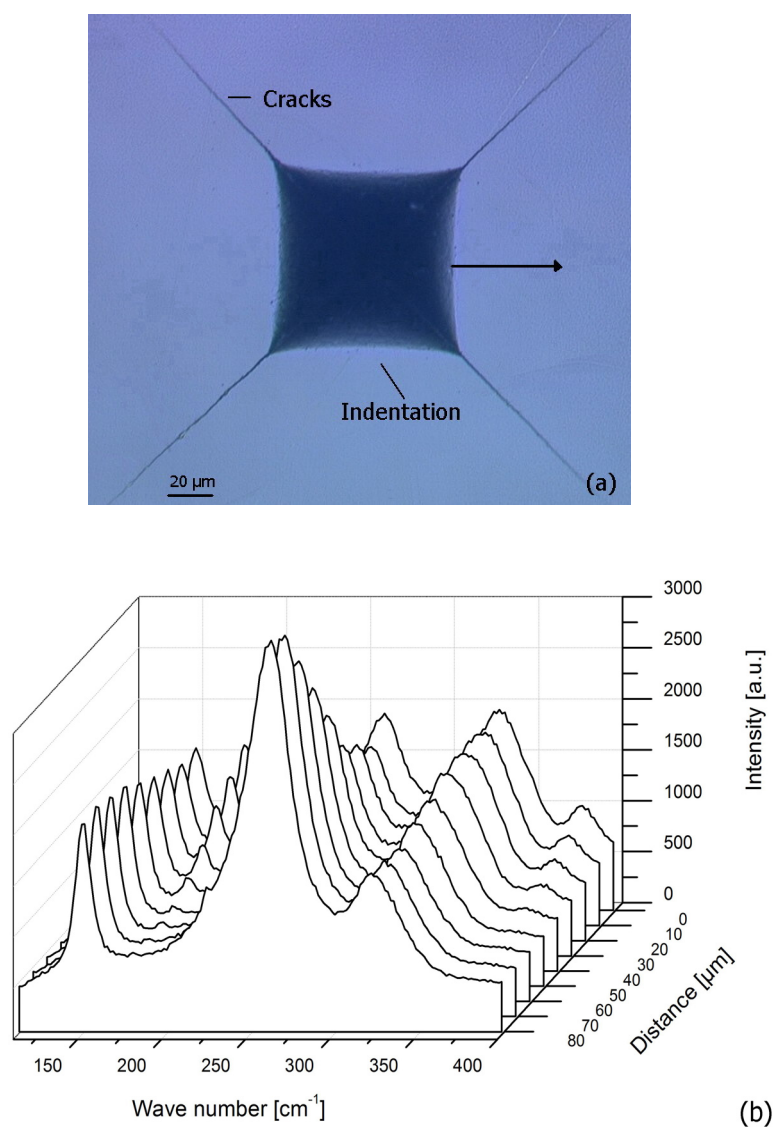 Cracks
Indentation
20 µm
(a)
3000
2500
2000
1500
1000
500
0
Intensity [a.u.]
0
10
20
30
40
50
60
70
80
Distance [µm]
150 200 250 300 350 400
Wave number [cm⁻¹]
(b)